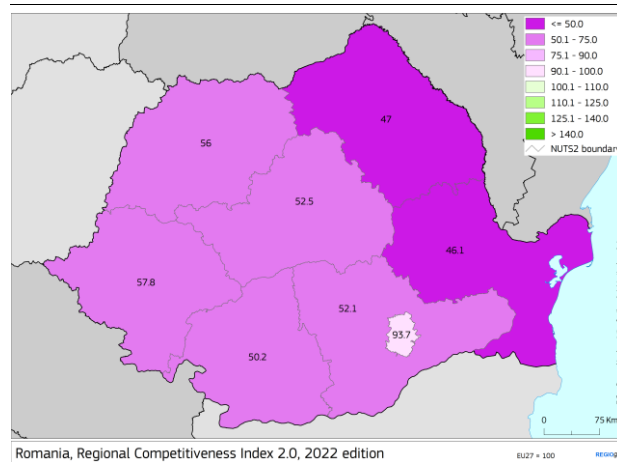 <= 50.0
50.1 - 75.0
75.1 - 90.0
90.1 - 100.0
100.1 - 110.0
110.1 - 125.0
125.1 - 140.0
> 140.0
NUTS2 boundary
47
56
52.5
46.1
57.8
52.1
93.7
50.2
0 75 Km
Romania, Regional Competitiveness Index 2.0, 2022 edition
EU27 = 100